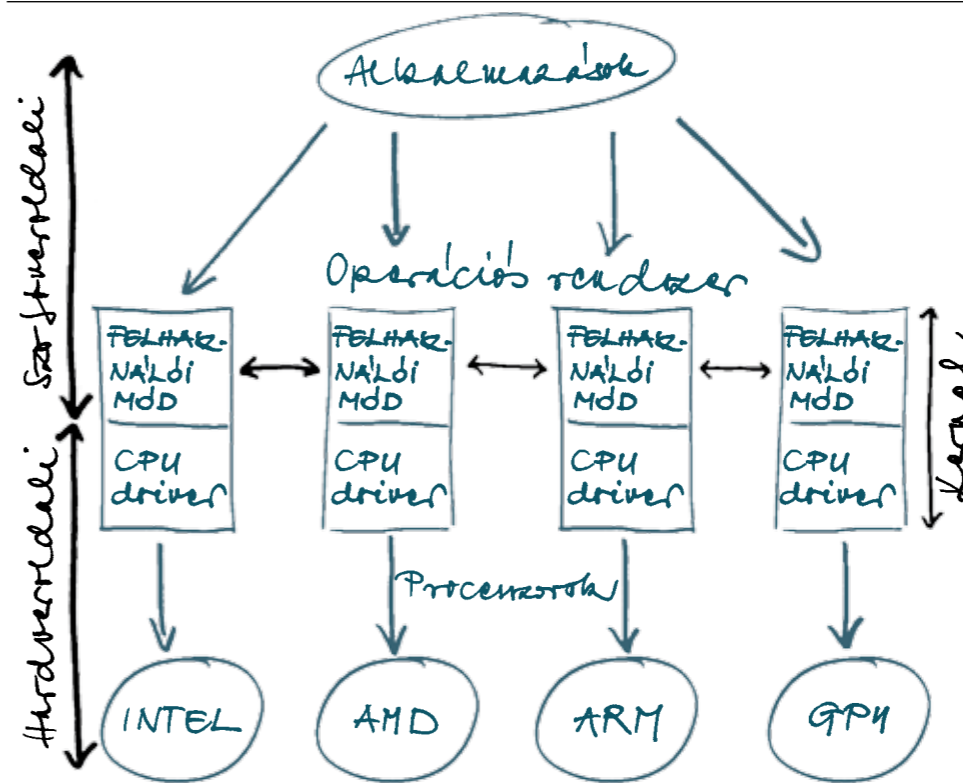 Alkalmazások
Szoftveroldali
Operációs rendszer
FELHASZ-
NÁLÓI
MÓD
CPU
driver
FELHASZ-
NÁLÓI
MÓD
CPU
driver
FELHASZ-
NÁLÓI
MÓD
CPU
driver
FELHASZ-
NÁLÓI
MÓD
CPU
driver
Kernel
Hardveroldali
Processzorok
INTEL
AMD
ARM
GPU